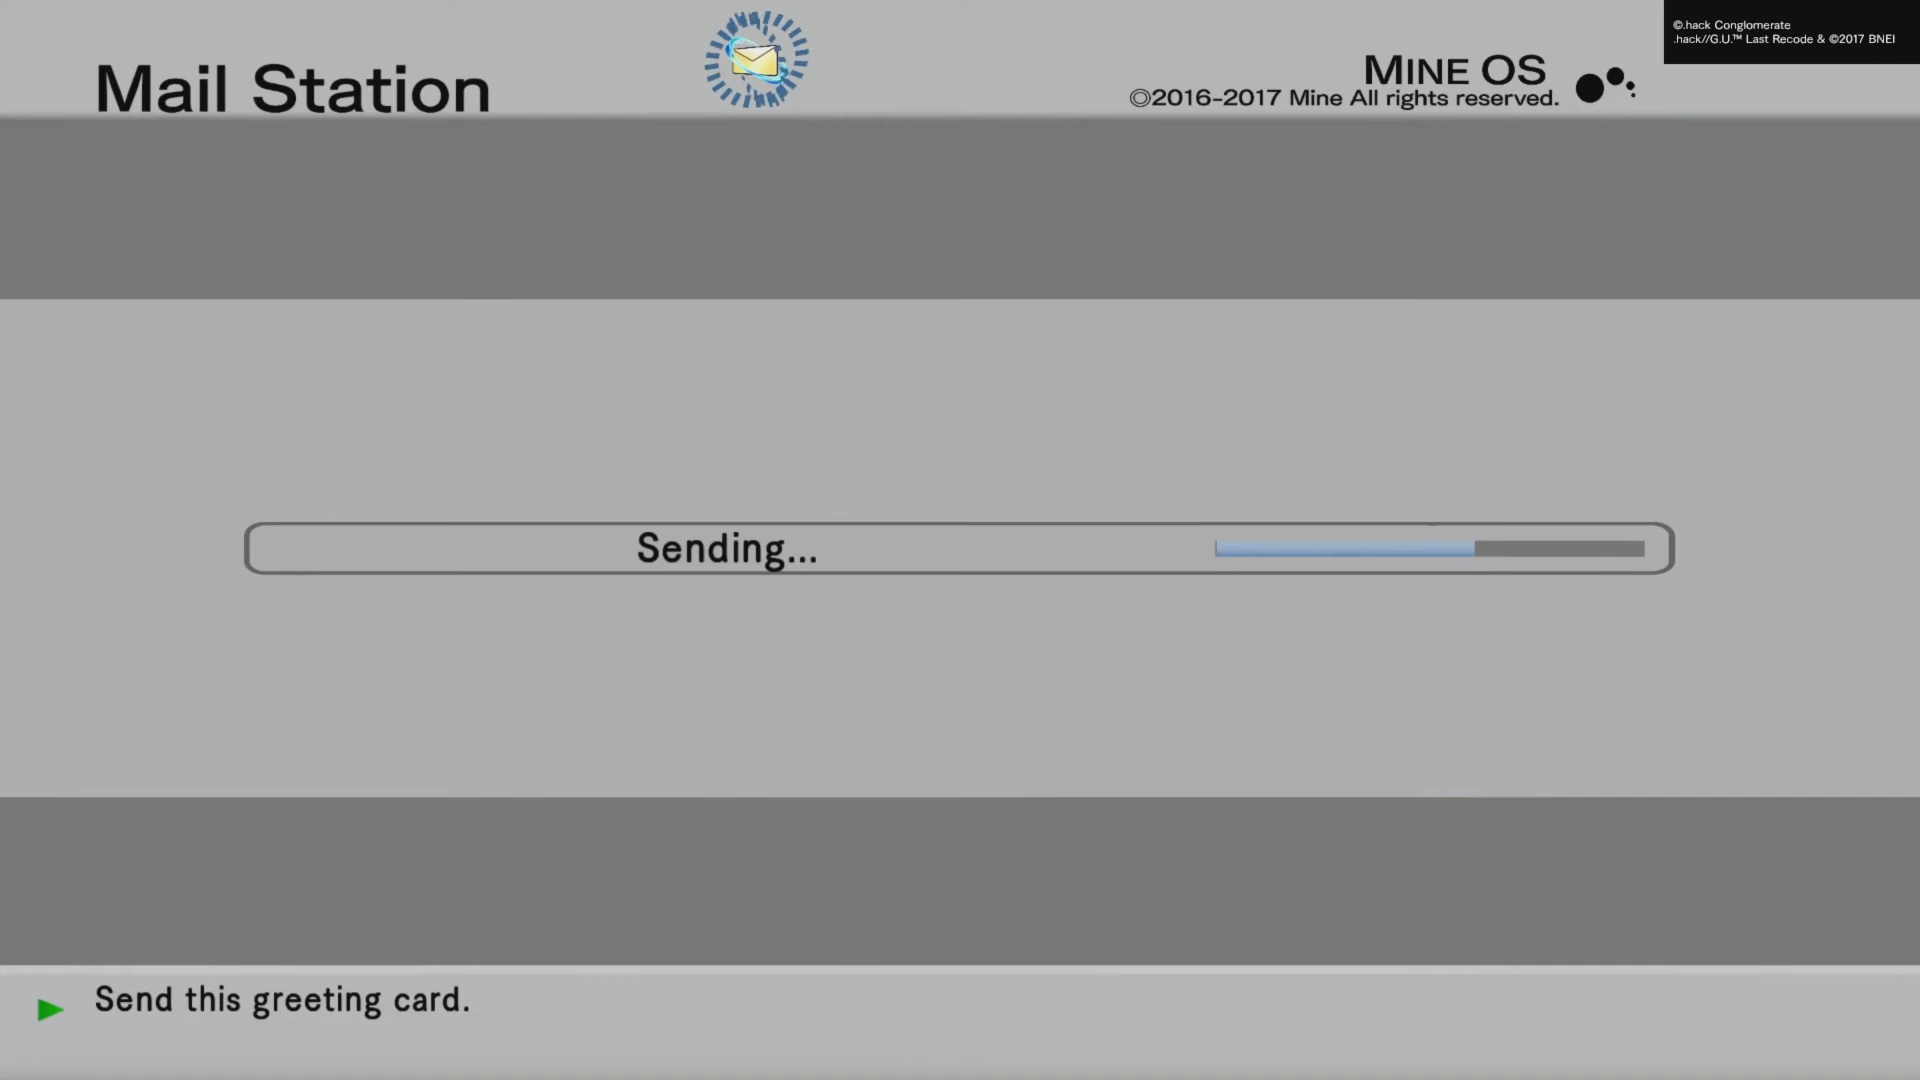 ©.hack Conglomerate
.hack//G.U.™ Last Recode & ©2017 BNEI
Mail Station
MINE OS
©2016-2017 Mine All rights reserved.
Sending...
Send this greeting card.